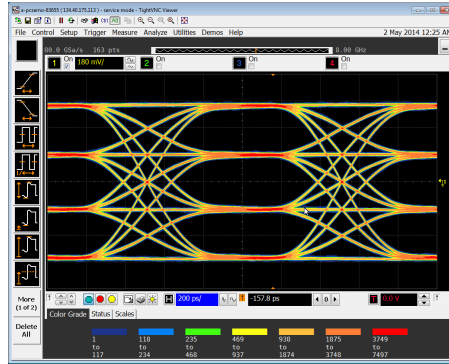 a-pcserno-83655 (134.40.175.113) - service mode - TightVNC Viewer
File Control Setup Trigger Measure Analyze Utilities Demos Help 2 May 2014 12:25 AM
80.0 GSa/s 163 pts 8.00 GHz
1 On 180 mV/ 2 On 3 On 4 On
More
(1 of 2)
Delete
All
H 200 ps/ -157.8 ps 0 T 0.0 V
Color Grade Status Scales
1 118 235 469 938 1875 3749
to to to to to to to
117 234 468 937 1874 3748 7497